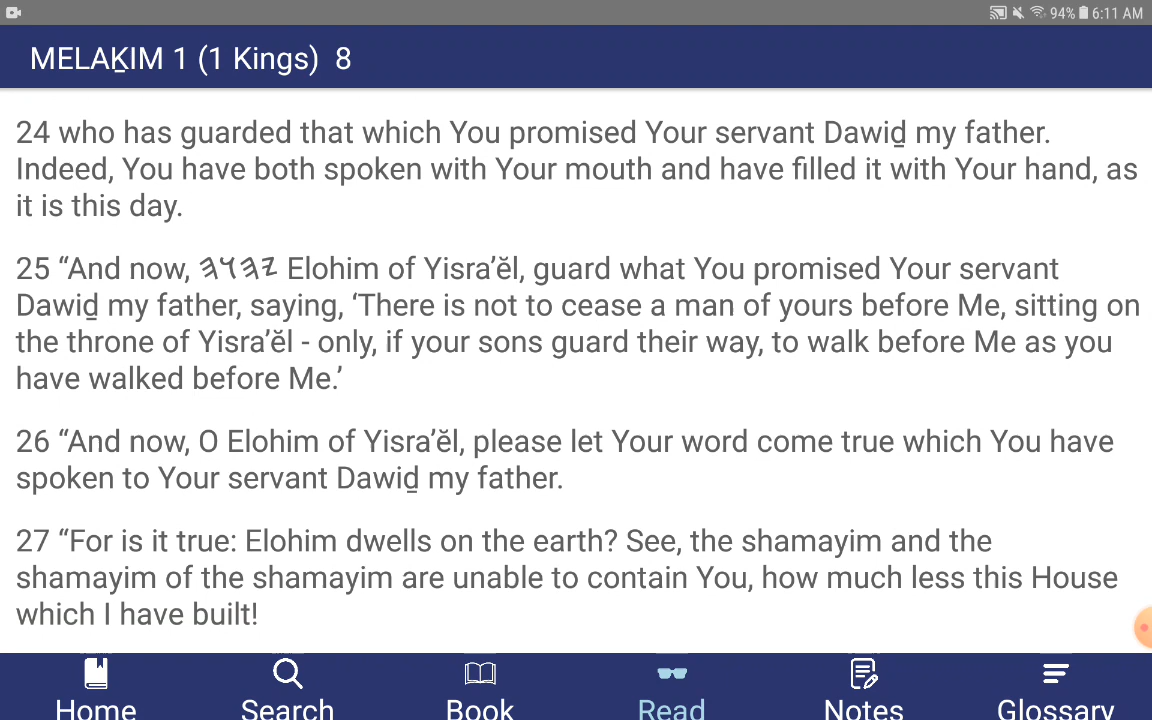 94% 6:11 AM
MELAḴIM 1 (1 Kings) 8
24 who has guarded that which You promised Your servant Dawiḏ my father.
Indeed, You have both spoken with Your mouth and have filled it with Your hand, as
it is this day.
25 “And now, 𐤉𐤄𐤅𐤄 Elohim of Yisra’ĕl, guard what You promised Your servant
Dawiḏ my father, saying, ‘There is not to cease a man of yours before Me, sitting on
the throne of Yisra’ĕl - only, if your sons guard their way, to walk before Me as you
have walked before Me.’
26 “And now, O Elohim of Yisra’ĕl, please let Your word come true which You have
spoken to Your servant Dawiḏ my father.
27 “For is it true: Elohim dwells on the earth? See, the shamayim and the
shamayim of the shamayim are unable to contain You, how much less this House
which I have built!
Home Search Book Read Notes Glossary